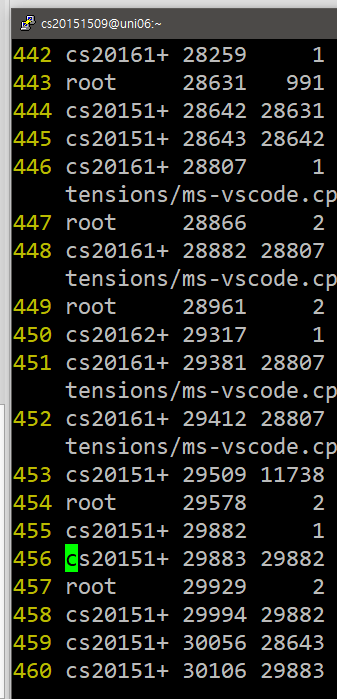 cs20151509@uni06:~
442 cs20161+ 28259 1
443 root 28631 991
444 cs20151+ 28642 28631
445 cs20151+ 28643 28642
446 cs20161+ 28807 1
tensions/ms-vscode.cp
447 root 28866 2
448 cs20161+ 28882 28807
tensions/ms-vscode.cp
449 root 28961 2
450 cs20162+ 29317 1
451 cs20161+ 29381 28807
tensions/ms-vscode.cp
452 cs20161+ 29412 28807
tensions/ms-vscode.cp
453 cs20151+ 29509 11738
454 root 29578 2
455 cs20151+ 29882 1
456 cs20151+ 29883 29882
457 root 29929 2
458 cs20151+ 29994 29882
459 cs20151+ 30056 28643
460 cs20151+ 30106 29883